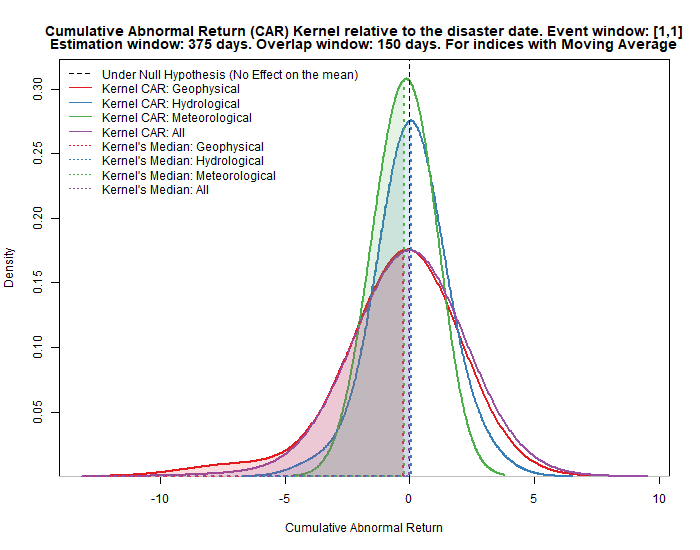 Cumulative Abnormal Return (CAR) Kernel relative to the disaster date. Event window: [1,1]
Estimation window: 375 days. Overlap window: 150 days. For indices with Moving Average
Under Null Hypothesis (No Effect on the mean)
Kernel CAR: Geophysical
Kernel CAR: Hydrological
Kernel CAR: Meteorological
Kernel CAR: All
Kernel's Median: Geophysical
Kernel's Median: Hydrological
Kernel's Median: Meteorological
Kernel's Median: All
Density
0.30
0.25
0.20
0.15
0.10
0.05
-10
-5
0
5
10
Cumulative Abnormal Return